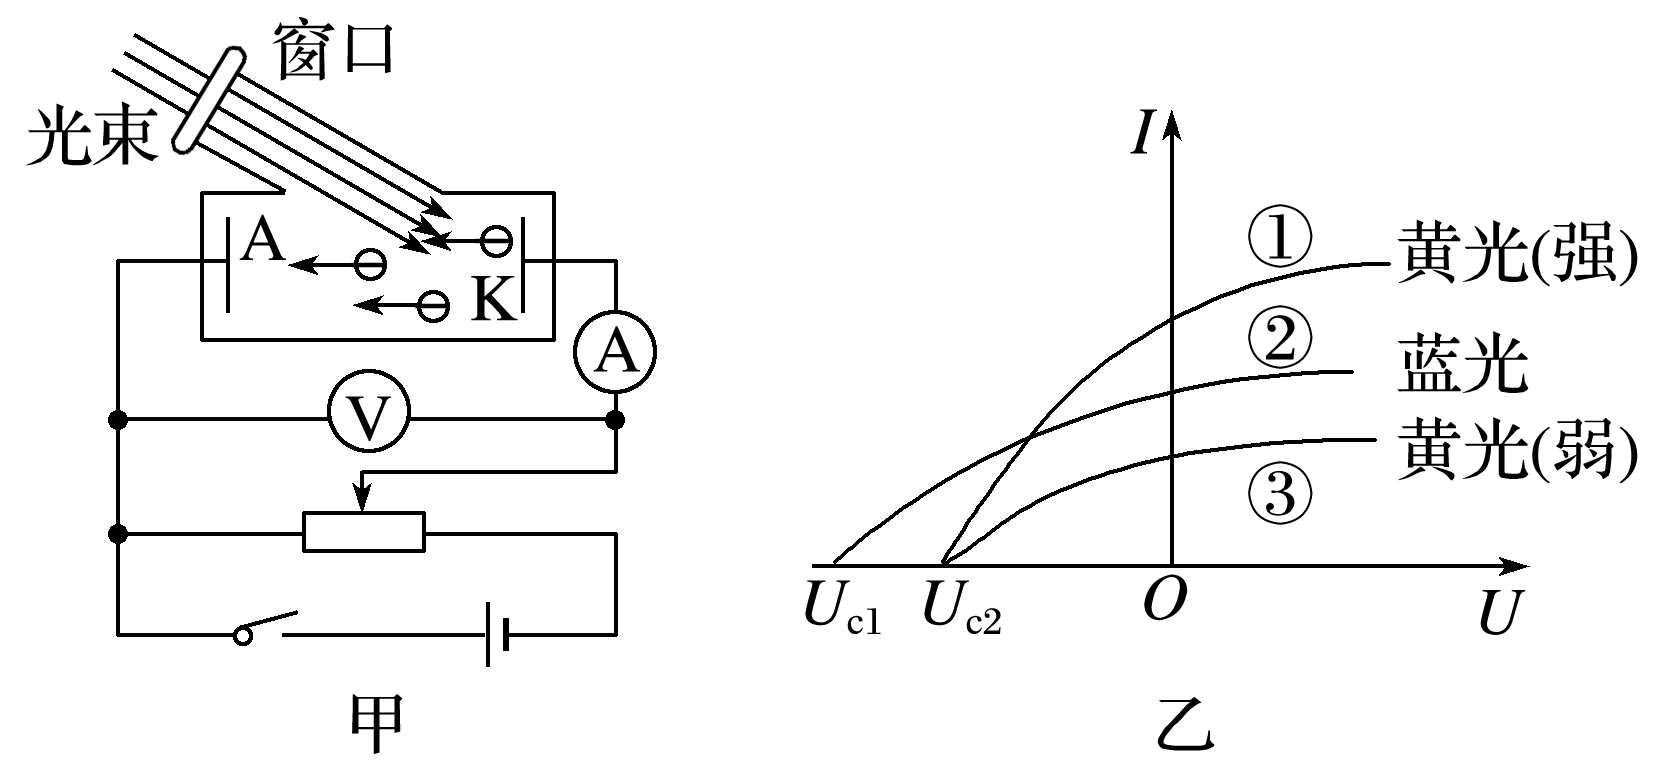 窗口
光束
A
K
A
V
甲
I
① 黄光(强)
② 蓝光
黄光(弱)
③
Uc1 Uc2 O U
乙